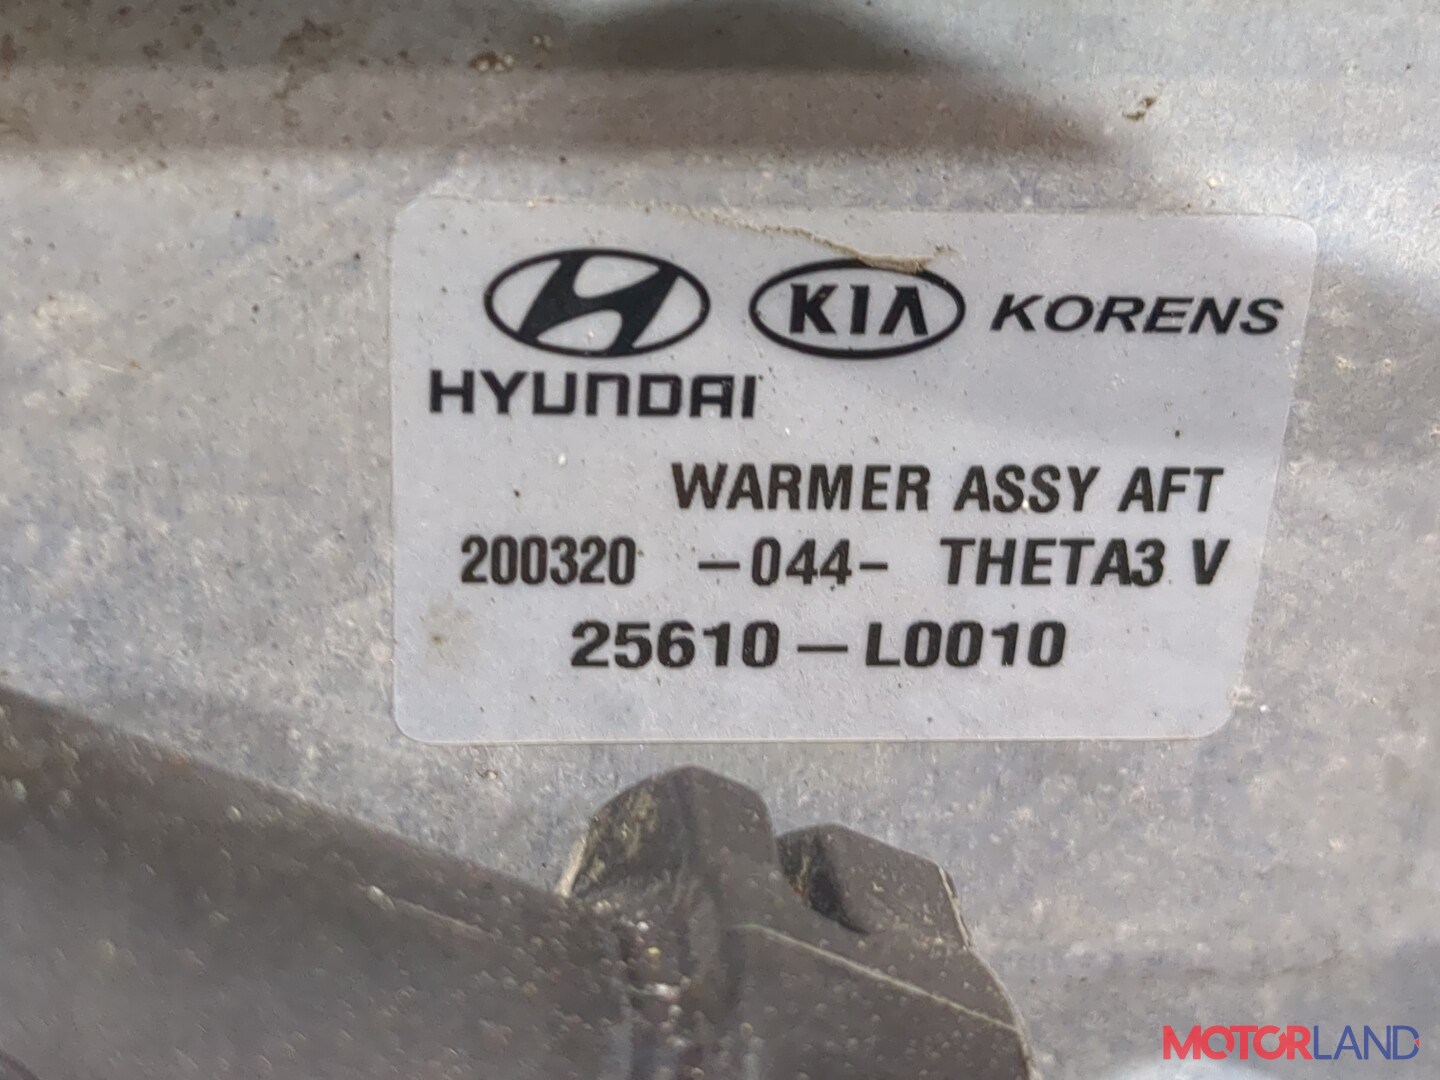 KIA KORENS
HYUNDAI
WARMER ASSY AFT
200320 -044- THETA3 V
25610-L0010
MOTORLAND